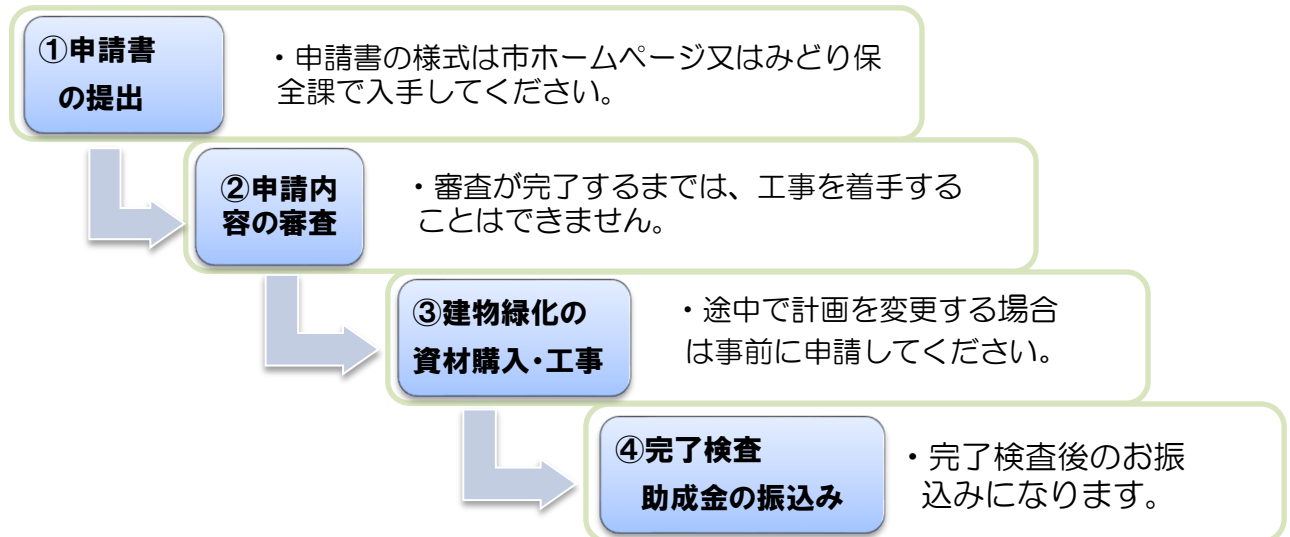 ①申請書
の提出
・申請書の様式は市ホームページ又はみどり保
全課で入手してください。
②申請内
容の審査
・審査が完了するまでは、工事を着手する
ことはできません。
③建物緑化の
資材購入・工事
・途中で計画を変更する場合
は事前に申請してください。
④完了検査
助成金の振込み
・完了検査後のお振
込みになります。